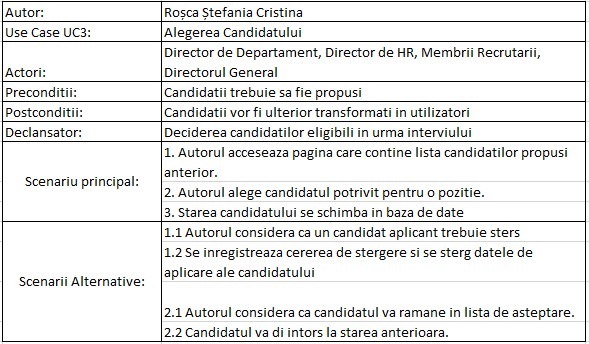 Autor: Roșca Ștefania Cristina
Use Case UC3: Alegerea Candidatului
Director de Departament, Director de HR, Membrii Recrutarii,
Actori: Directorul General
Preconditii: Candidatii trebuie sa fie propusi
Postconditii: Candidatii vor fi ulterior transformati in utilizatori
Declansator: Deciderea candidatilor eligibili in urma interviului
Scenariu principal:
1. Autorul acceseaza pagina care contine lista candidatilor propusi
anterior.
2. Autorul alege candidatul potrivit pentru o pozitie.
3. Starea candidatului se schimba in baza de date
Scenarii Alternative:
1.1 Autorul considera ca un candidat aplicant trebuie sters
1.2 Se inregistreaza cererea de stergere si se sterg datele de
aplicare ale candidatului
2.1 Autorul considera ca candidatul va ramane in lista de asteptare.
2.2 Candidatul va di intors la starea anterioara.